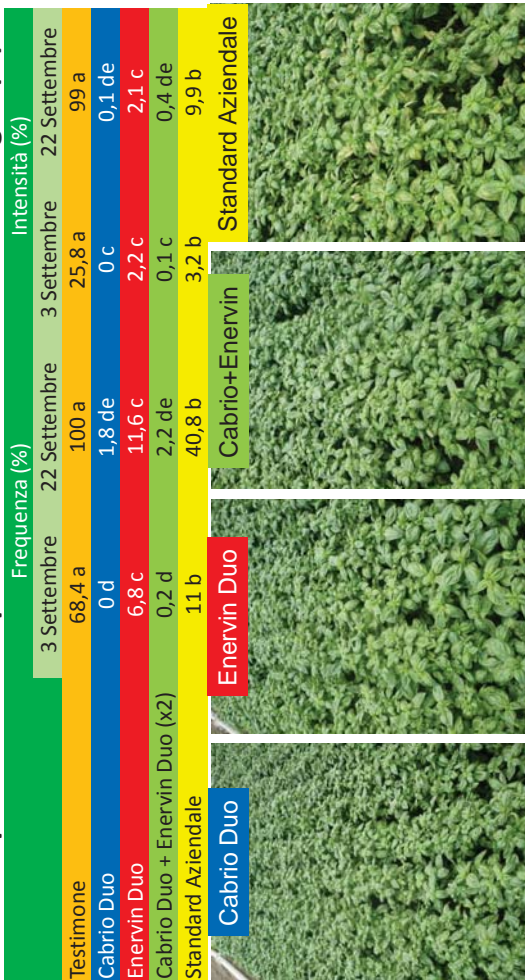 Frequenza (%) Intensità (%)
3 Settembre 22 Settembre 3 Settembre 22 Settembre
Testimone 68,4 a 100 a 25,8 a 99 a
Cabrio Duo 0 d 1,8 de 0 c 0,1 de
Enervin Duo 6,8 c 11,6 c 2,2 c 2,1 c
Cabrio Duo + Enervin Duo (x2) 0,2 d 2,2 de 0,1 c 0,4 de
Standard Aziendale 11 b 40,8 b 3,2 b 9,9 b
Cabrio Duo Enervin Duo Cabrio+Enervin Standard Aziendale